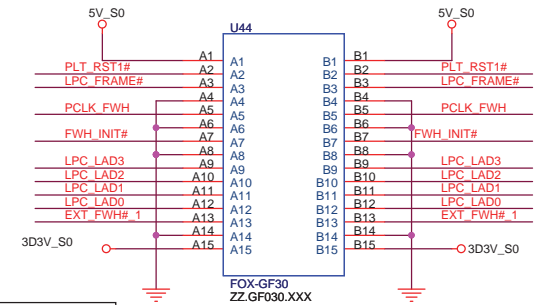 5V_S0 5V_S0
U44
A1 A1 B1 B1
PLT_RST1# A2 A2 B2 B2 PLT_RST1#
LPC_FRAME# A3 A3 B3 B3 LPC_FRAME#
A4 A4 B4 B4
PCLK_FWH A5 A5 B5 B5 PCLK_FWH
A6 A6 B6 B6
FWH_INIT# A7 A7 B7 B7 FWH_INIT#
A8 A8 B8 B8
LPC_LAD3 A9 A9 B9 B9 LPC_LAD3
LPC_LAD2 A10 A10 B10 B10 LPC_LAD2
LPC_LAD1 A11 A11 B11 B11 LPC_LAD1
LPC_LAD0 A12 A12 B12 B12 LPC_LAD0
EXT_FWH#_1 A13 A13 B13 B13 EXT_FWH#_1
A14 A14 B14 B14
3D3V_S0 A15 A15 B15 B15 3D3V_S0
FOX-GF30
ZZ.GF030.XXX